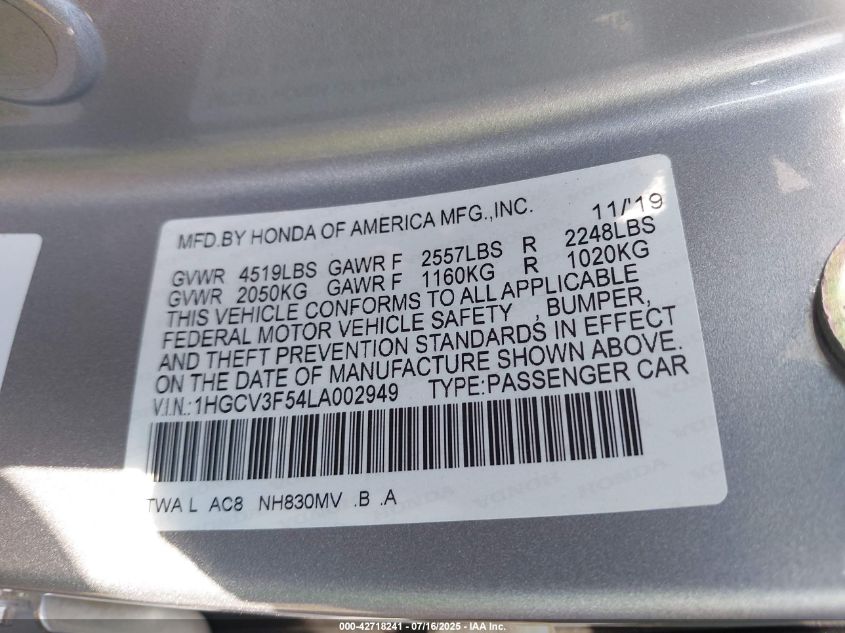 MFD.BY HONDA OF AMERICA MFG.,INC. 11/'19
GVWR 4519LBS GAWR F 2557LBS R 2248LBS
GVWR 2050KG GAWR F 1160KG R 1020KG
THIS VEHICLE CONFORMS TO ALL APPLICABLE
FEDERAL MOTOR VEHICLE SAFETY , BUMPER,
AND THEFT PREVENTION STANDARDS IN EFFECT
ON THE DATE OF MANUFACTURE SHOWN ABOVE.
V.I.N.:1HGCV3F54LA002949 TYPE:PASSENGER CAR
TWA L AC8 NH830MV .B .A
000-42718241 - 07/16/2025 - IAA Inc.